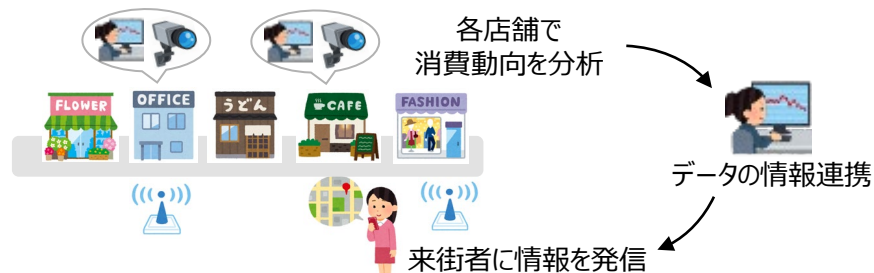 各店舗で
消費動向を分析
FLOWER
OFFICE
うどん
CAFE
FASHION
データの情報連携
来街者に情報を発信